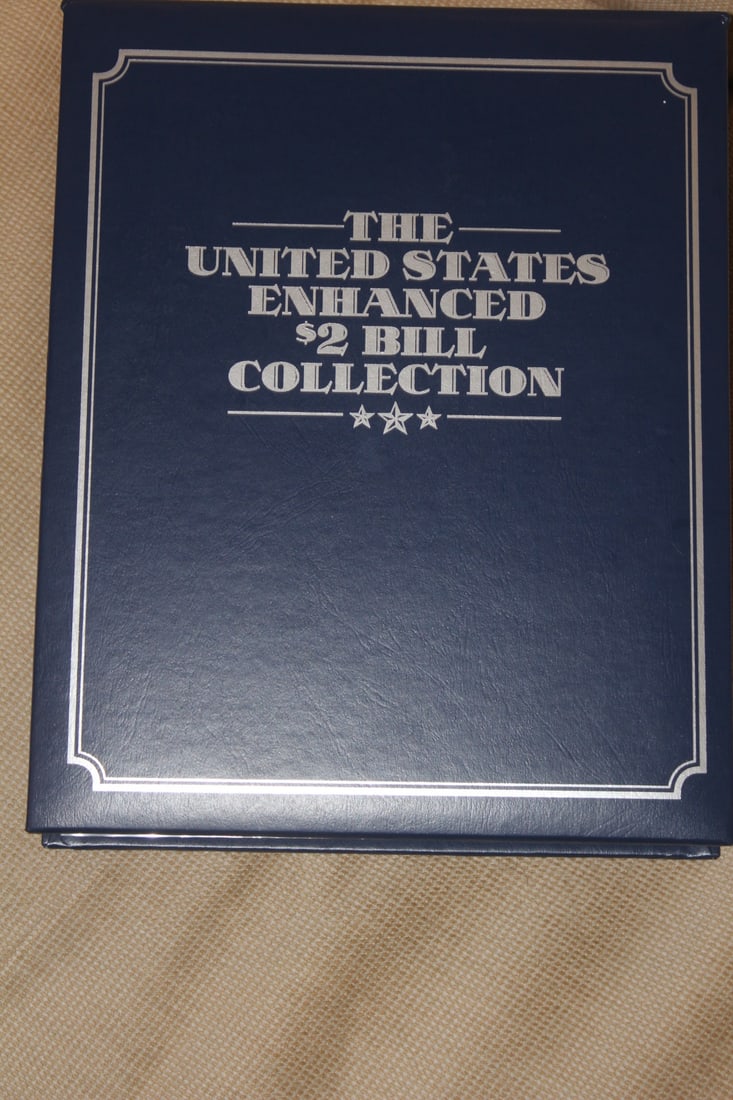 THE
UNITED STATES
ENHANCED
$2 BILL
COLLECTION